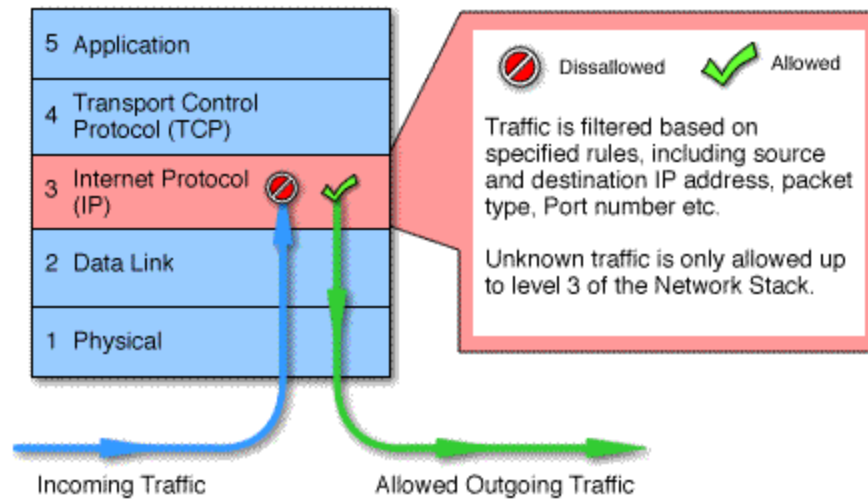 5 Application
4 Transport Control
Protocol (TCP)
3 Internet Protocol
(IP)
2 Data Link
1 Physical
Incoming Traffic
Allowed Outgoing Traffic
Dissallowed
Allowed
Traffic is filtered based on
specified rules, including source
and destination IP address, packet
type, Port number etc.
Unknown traffic is only allowed up
to level 3 of the Network Stack.